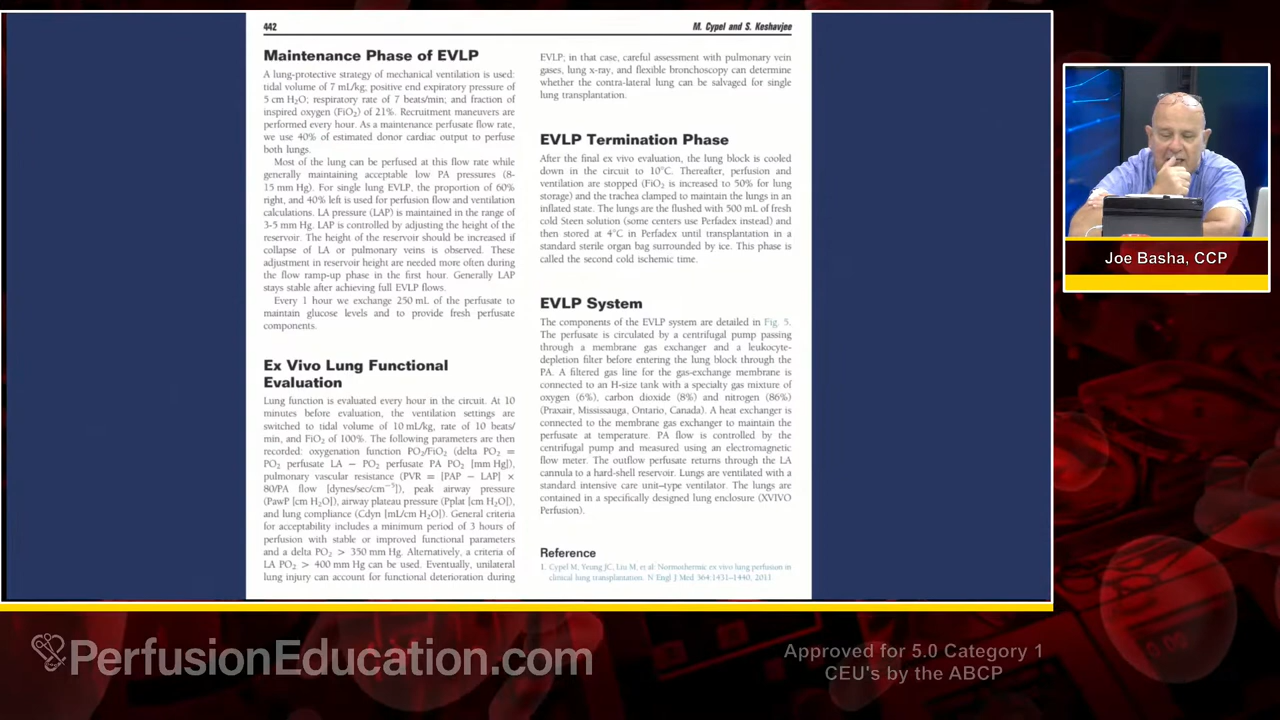 442
M. Cypel and S. Keshavjee
Maintenance Phase of EVLP
A lung-protective strategy of mechanical ventilation is used:
tidal volume of 7 mL/kg; positive end expiratory pressure of
5 cm H2O; respiratory rate of 7 beats/min; and fraction of
inspired oxygen (FiO2) of 21%. Recruitment maneuvers are
performed every hour. As a maintenance perfusate flow rate,
we use 40% of estimated donor cardiac output to perfuse
both lungs.
Most of the lung can be perfused at this flow rate while
generally maintaining acceptable low PA pressures (8-
15 mm Hg). For single lung EVLP, the proportion of 60%
right, and 40% left is used for perfusion flow and ventilation
calculations. LA pressure (LAP) is maintained in the range of
3-5 mm Hg. LAP is controlled by adjusting the height of the
reservoir. The height of the reservoir should be increased if
collapse of LA or pulmonary veins is observed. These
adjustment in reservoir height are needed more often during
the flow ramp-up phase in the first hour. Generally LAP
stays stable after achieving full EVLP flows.
Every 1 hour we exchange 250 mL of the perfusate to
maintain glucose levels and to provide fresh perfusate
components.
Ex Vivo Lung Functional
Evaluation
Lung function is evaluated every hour in the circuit. At 10
minutes before evaluation, the ventilation settings are
switched to tidal volume of 10 mL/kg, rate of 10 beats/
min, and FiO2 of 100%. The following parameters are then
recorded: oxygenation function PO2/FiO2 (delta PO2 =
PO2 perfusate LA − PO2 perfusate PA PO2 [mm Hg]),
pulmonary vascular resistance (PVR = [PAP − LAP] ×
80/PA flow [dynes/sec/cm−5]), peak airway pressure
(PawP [cm H2O]), airway plateau pressure (Pplat [cm H2O]),
and lung compliance (Cdyn [mL/cm H2O]). General criteria
for acceptability includes a minimum period of 3 hours of
perfusion with stable or improved functional parameters
and a delta PO2 > 350 mm Hg. Alternatively, a criteria of
LA PO2 > 400 mm Hg can be used. Eventually, unilateral
lung injury can account for functional deterioration during
EVLP; in that case, careful assessment with pulmonary vein
gases, lung x-ray, and flexible bronchoscopy can determine
whether the contra-lateral lung can be salvaged for single
lung transplantation.
EVLP Termination Phase
After the final ex vivo evaluation, the lung block is cooled
down in the circuit to 10°C. Thereafter, perfusion and
ventilation are stopped (FiO2 is increased to 50% for lung
storage) and the trachea clamped to maintain the lungs in an
inflated state. The lungs are the flushed with 500 mL of fresh
cold Steen solution (some centers use Perfadex instead) and
then stored at 4°C in Perfadex until transplantation in a
standard sterile organ bag surrounded by ice. This phase is
called the second cold ischemic time.
EVLP System
The components of the EVLP system are detailed in Fig. 5.
The perfusate is circulated by a centrifugal pump passing
through a membrane gas exchanger and a leukocyte-
depletion filter before entering the lung block through the
PA. A filtered gas line for the gas-exchange membrane is
connected to an H-size tank with a specialty gas mixture of
oxygen (6%), carbon dioxide (8%) and nitrogen (86%)
(Praxair, Mississauga, Ontario, Canada). A heat exchanger is
connected to the membrane gas exchanger to maintain the
perfusate at temperature. PA flow is controlled by the
centrifugal pump and measured using an electromagnetic
flow meter. The outflow perfusate returns through the LA
cannula to a hard-shell reservoir. Lungs are ventilated with a
standard intensive care unit–type ventilator. The lungs are
contained in a specifically designed lung enclosure (XVIVO
Perfusion).
Reference
1. Cypel M, Yeung JC, Liu M, et al: Normothermic ex vivo lung perfusion in
clinical lung transplantation. N Engl J Med 364:1431–1440, 2011
Joe Basha, CCP
PerfusionEducation.com
Approved for 5.0 Category 1
CEU's by the ABCP